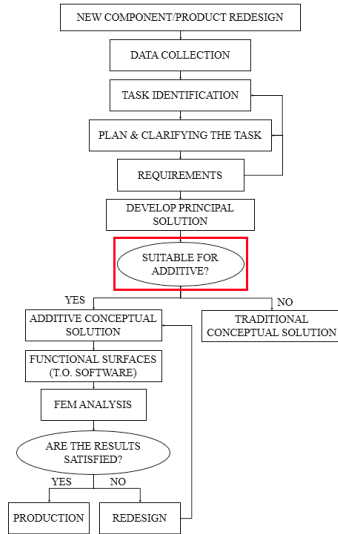 NEW COMPONENT/PRODUCT REDESIGN
DATA COLLECTION
TASK IDENTIFICATION
PLAN & CLARIFYING THE TASK
REQUIREMENTS
DEVELOP PRINCIPAL
SOLUTION
SUITABLE FOR
ADDITIVE?
YES
NO
ADDITIVE CONCEPTUAL
SOLUTION
TRADITIONAL
CONCEPTUAL SOLUTION
FUNCTIONAL SURFACES
(T.O. SOFTWARE)
FEM ANALYSIS
ARE THE RESULTS
SATISFIED?
YES
NO
PRODUCTION
REDESIGN